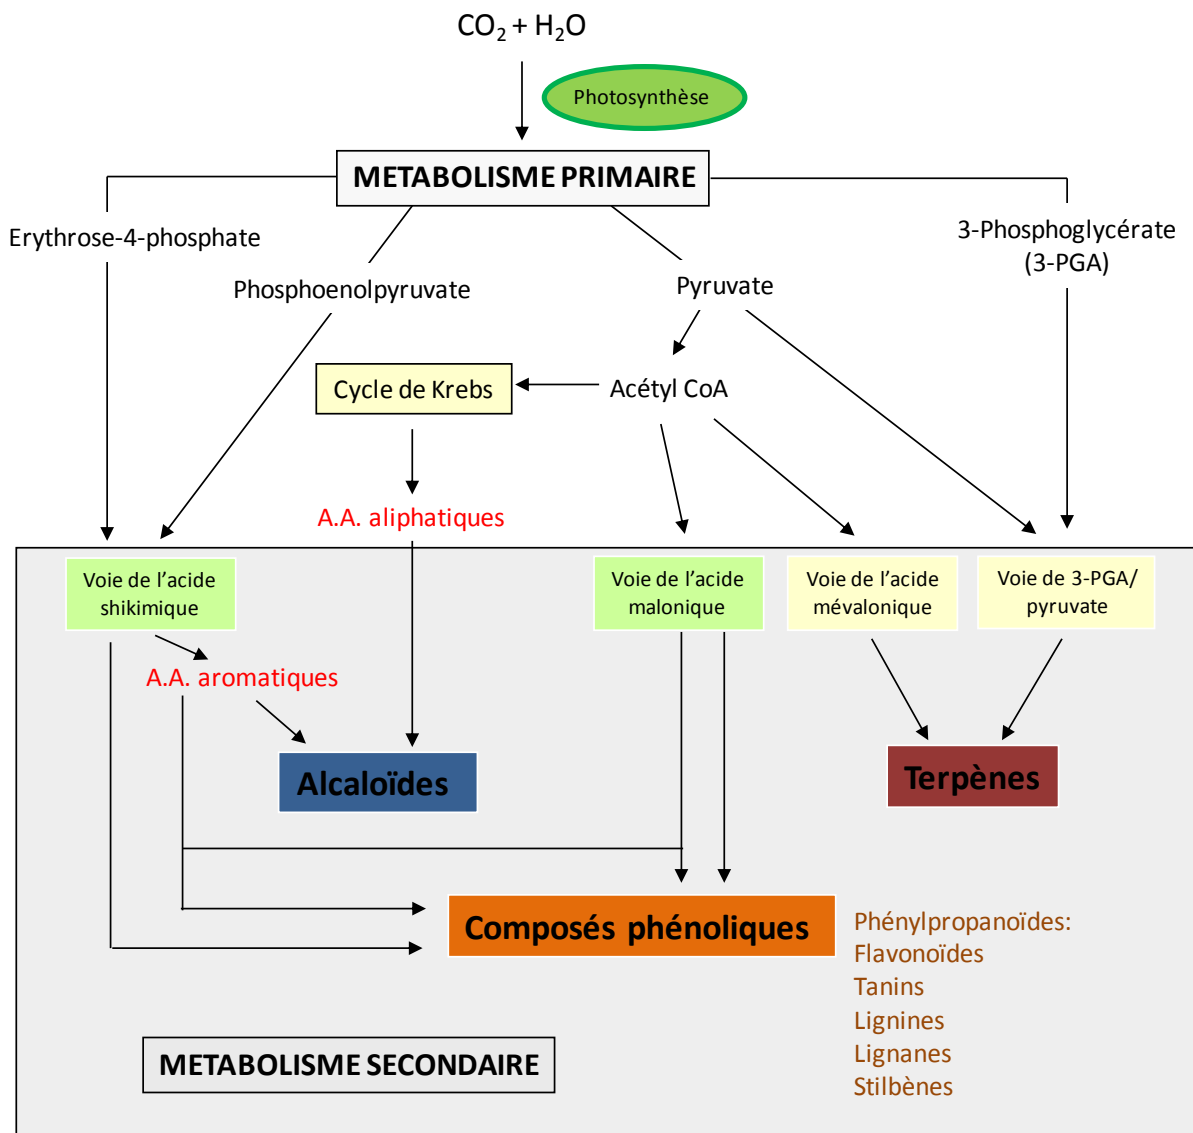 CO₂ + H₂O
Photosynthèse
METABOLISME PRIMAIRE
Erythrose-4-phosphate
3-Phosphoglycérate
(3-PGA)
Phosphoenolpyruvate
Pyruvate
Cycle de Krebs
Acétyl CoA
A.A. aliphatiques
Voie de l’acide
shikimique
Voie de l’acide
malonique
Voie de l’acide
mévalonique
Voie de 3-PGA/
pyruvate
A.A. aromatiques
Alcaloïdes
Terpènes
Composés phénoliques
Phénylpropanoïdes:
Flavonoïdes
Tanins
Lignines
Lignanes
Stilbènes
METABOLISME SECONDAIRE